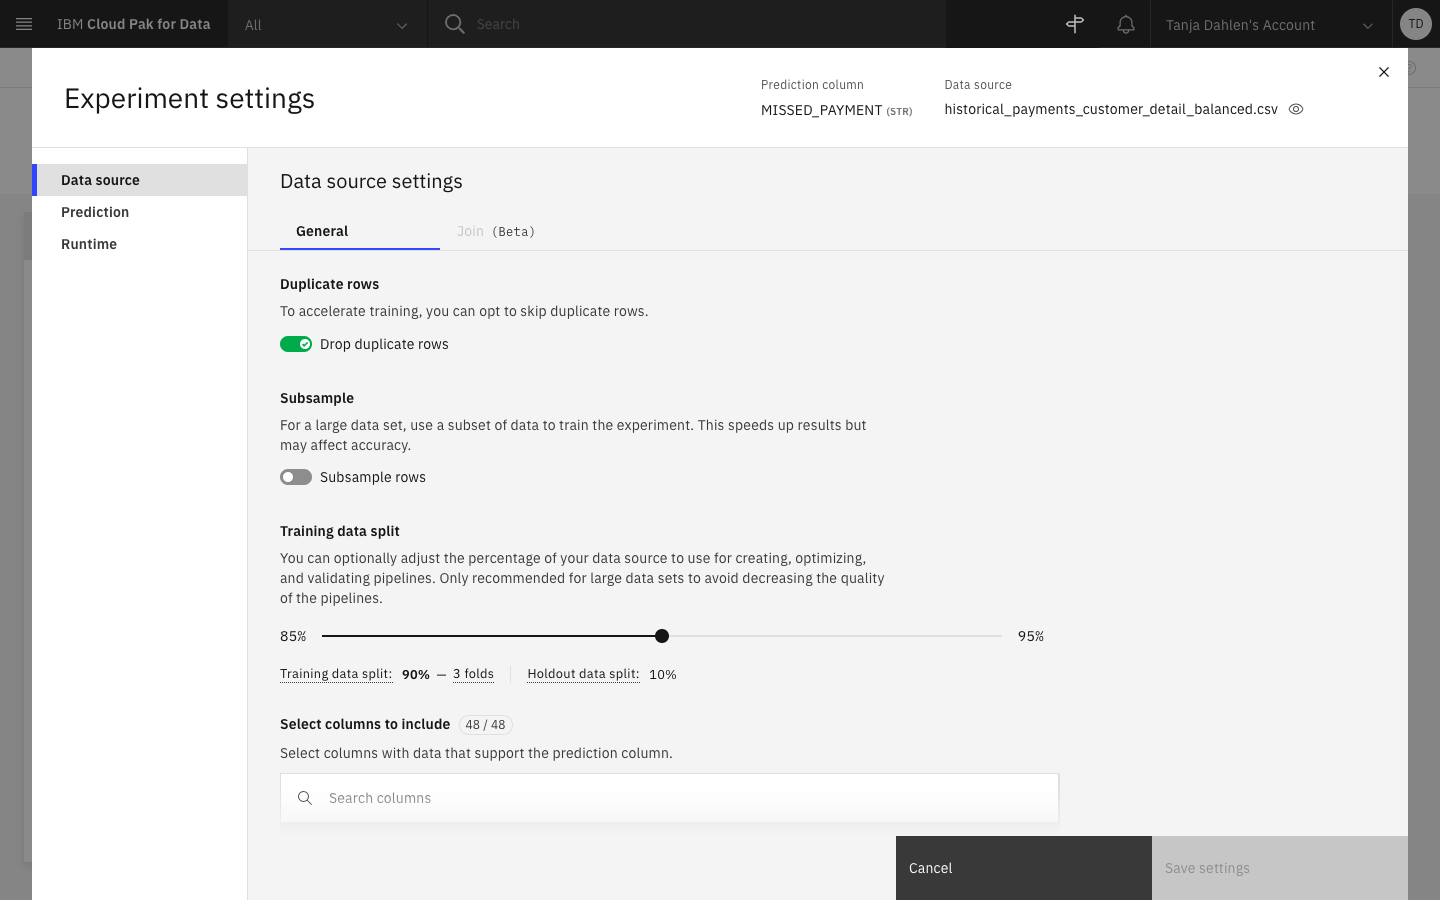 IBM Cloud Pak for Data
All
Search
Tanja Dahlen's Account
TD
Experiment settings
Prediction column
MISSED_PAYMENT (STR)
Data source
historical_payments_customer_detail_balanced.csv
Data source
Prediction
Runtime
Data source settings
General
Join (Beta)
Duplicate rows
To accelerate training, you can opt to skip duplicate rows.
Drop duplicate rows
Subsample
For a large data set, use a subset of data to train the experiment. This speeds up results but
may affect accuracy.
Subsample rows
Training data split
You can optionally adjust the percentage of your data source to use for creating, optimizing,
and validating pipelines. Only recommended for large data sets to avoid decreasing the quality
of the pipelines.
85%
95%
Training data split: 90% — 3 folds
Holdout data split: 10%
Select columns to include 48 / 48
Select columns with data that support the prediction column.
Search columns
Cancel
Save settings